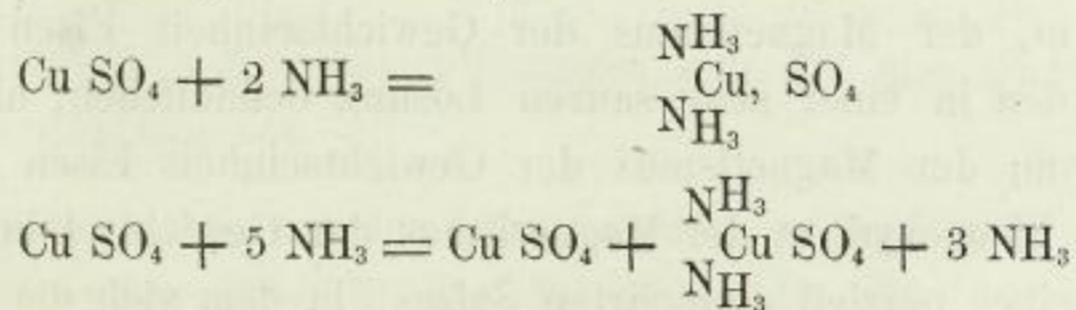 NH₃
Cu SO₄ + 2 NH₃ = Cu, SO₄
NH₃
NH₃
Cu SO₄ + 5 NH₃ = Cu SO₄ + Cu SO₄ + 3 NH₃
NH₃